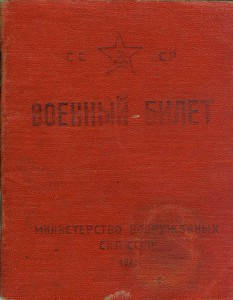 СС СР
ВОЕННЫЙ БИЛЕТ
МИНИСТЕРСТВО ВООРУЖЕННЫХ
СИЛ СССР